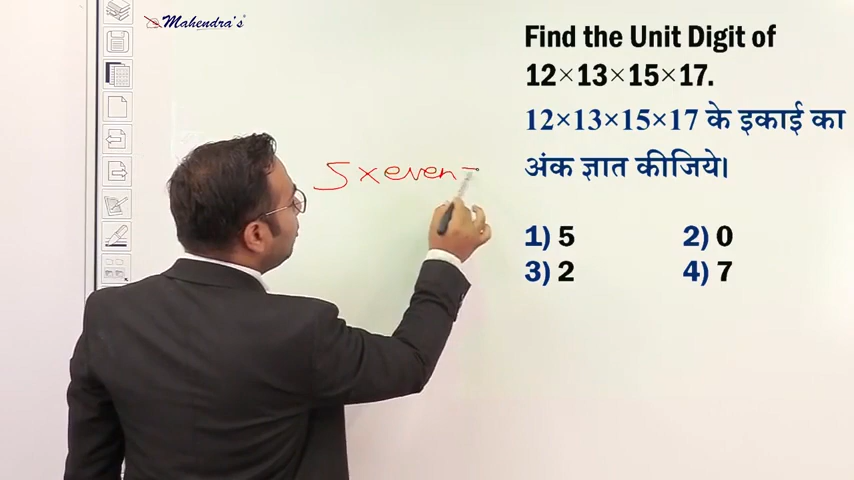 Mahendra's
Find the Unit Digit of
12×13×15×17.
12×13×15×17 के इकाई का
अंक ज्ञात कीजिये।
1) 5 2) 0
3) 2 4) 7
5 × even =